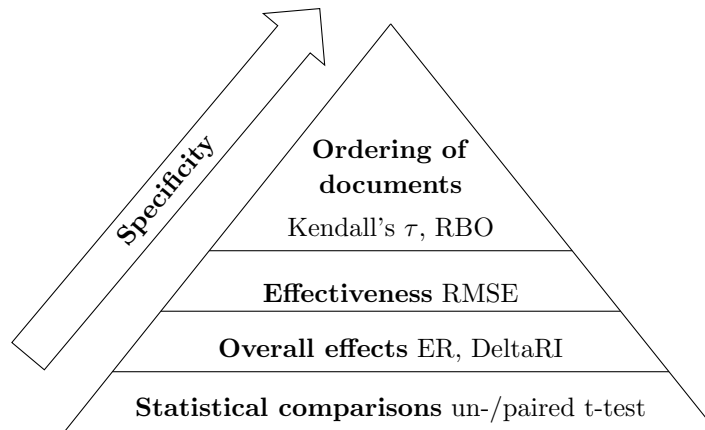 Specificity
Ordering of
documents
Kendall's τ, RBO
Effectiveness RMSE
Overall effects ER, DeltaRI
Statistical comparisons un-/paired t-test